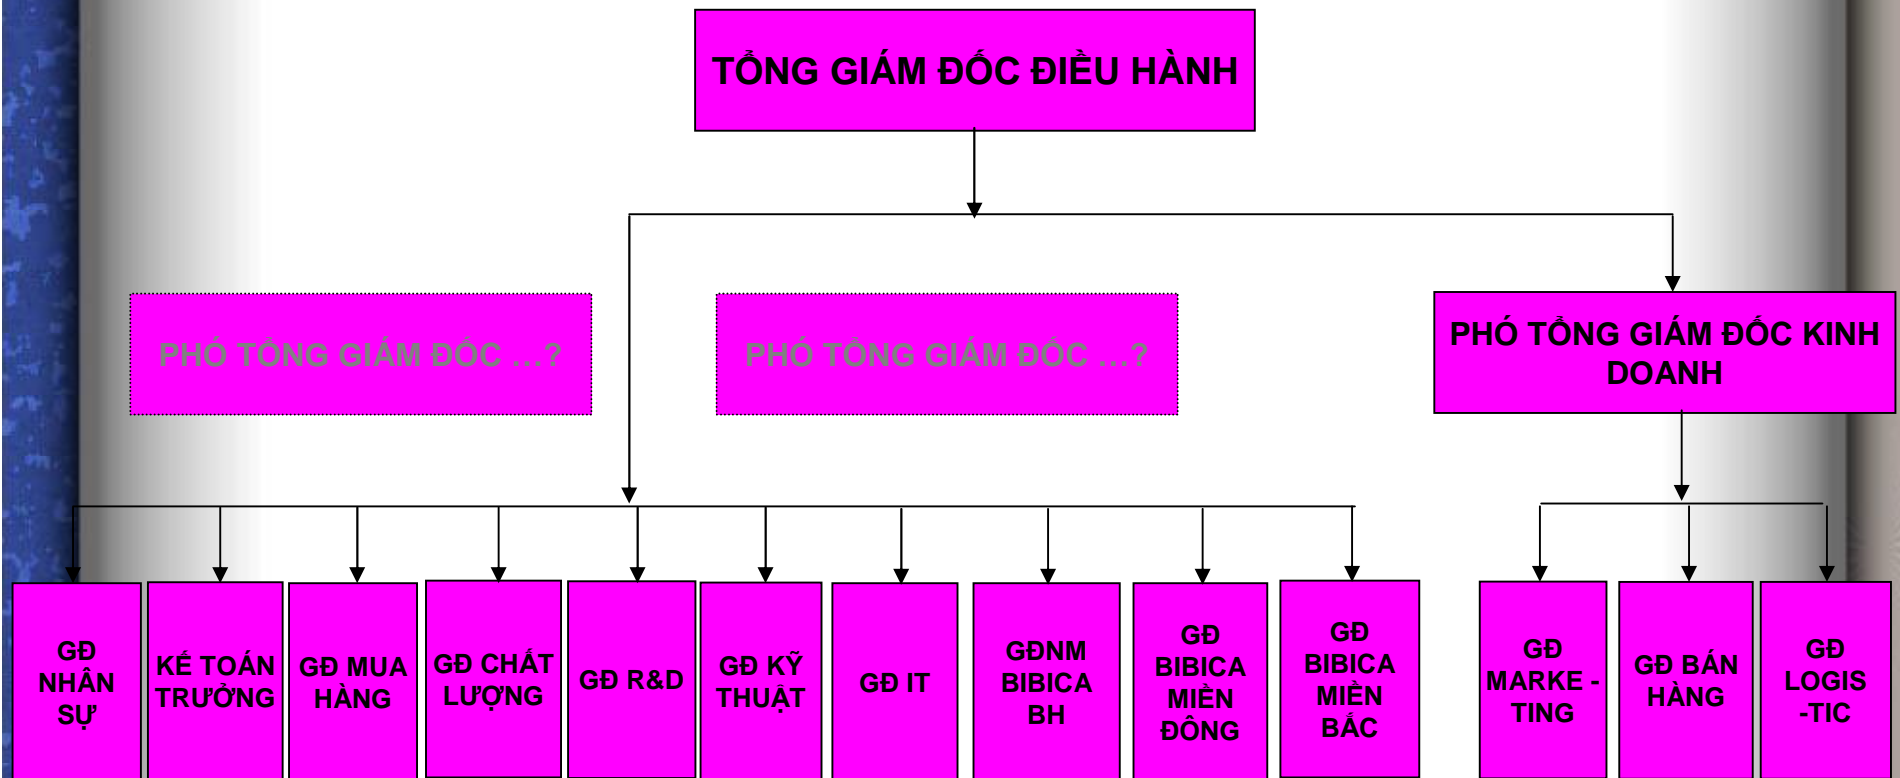 TỔNG GIÁM ĐỐC ĐIỀU HÀNH
PHÓ TỔNG GIÁM ĐỐC …?
PHÓ TỔNG GIÁM ĐỐC …?
PHÓ TỔNG GIÁM ĐỐC KINH
DOANH
GĐ
NHÂN
SỰ
KẾ TOÁN
TRƯỞNG
GĐ MUA
HÀNG
GĐ CHẤT
LƯỢNG
GĐ R&D
GĐ KỸ
THUẬT
GĐ IT
GĐNM
BIBICA
BH
GĐ
BIBICA
MIỀN
ĐÔNG
GĐ
BIBICA
MIỀN
BẮC
GĐ
MARKE -
TING
GĐ BÁN
HÀNG
GĐ
LOGIS
-TIC